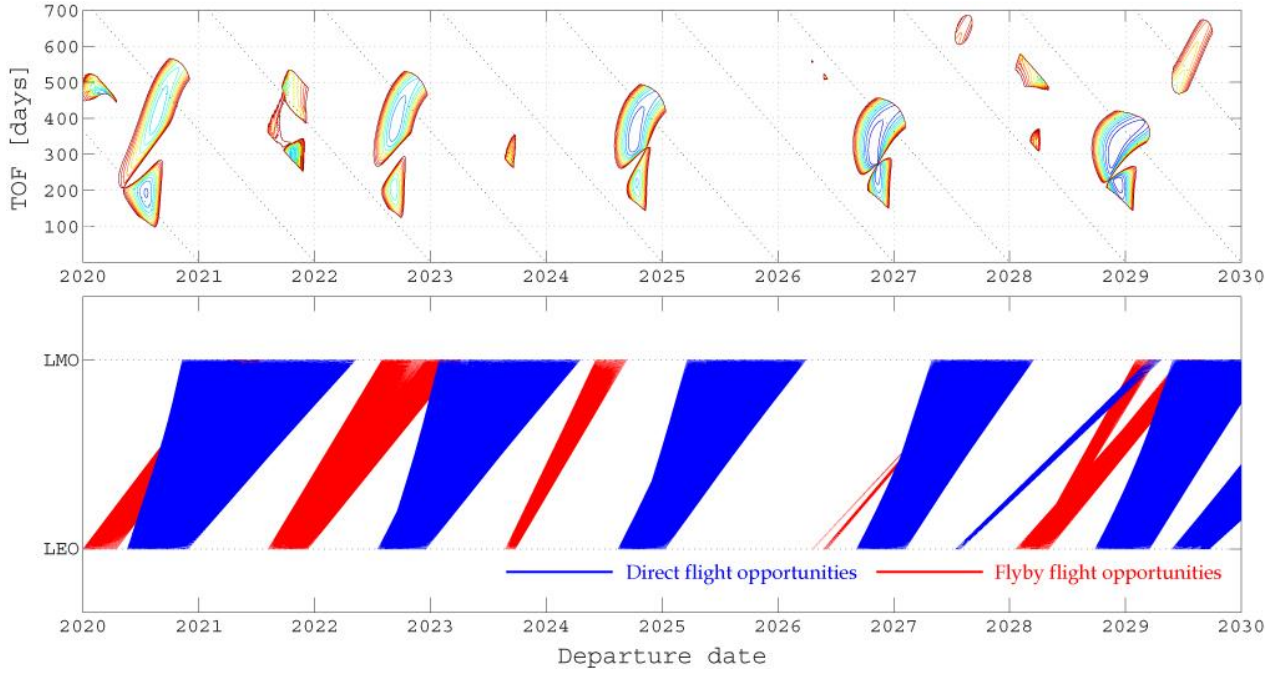 700
600
500
400
300
200
100
TOF [days]
2020 2021 2022 2023 2024 2025 2026 2027 2028 2029 2030
LMO
LEO
Direct flight opportunities Flyby flight opportunities
2020 2021 2022 2023 2024 2025 2026 2027 2028 2029 2030
Departure date